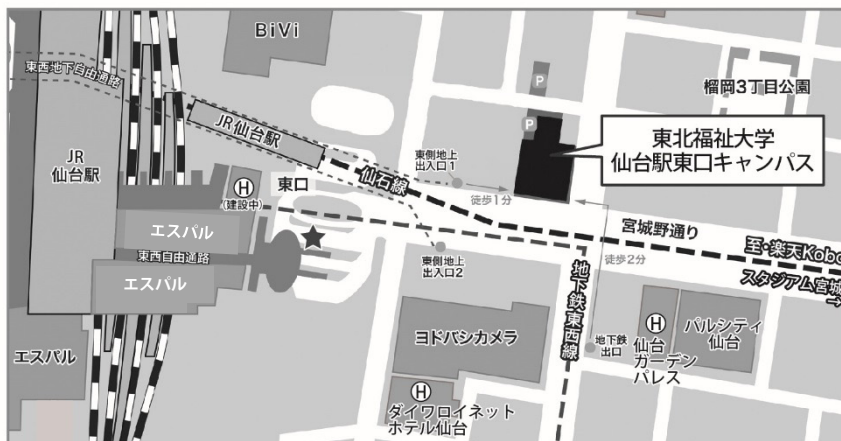 BiVi
東西地下自由通路
P
榴岡3丁目公園
P
JR仙台駅
JR
仙台駅
東北福祉大学
仙台駅東口キャンパス
東側地上
出入口1
仙石線
H
(建設中)
東口
徒歩1分
エスパル
宮城野通り
東西自由通路
至・楽天Kobo
スタジアム宮城
エスパル
東側地上
出入口2
徒歩2分
地下鉄東西線
エスパル
ヨドバシカメラ
地下鉄
出口
H
仙台
ガーデン
パレス
パルシティ
仙台
H
ダイワロイネット
ホテル仙台